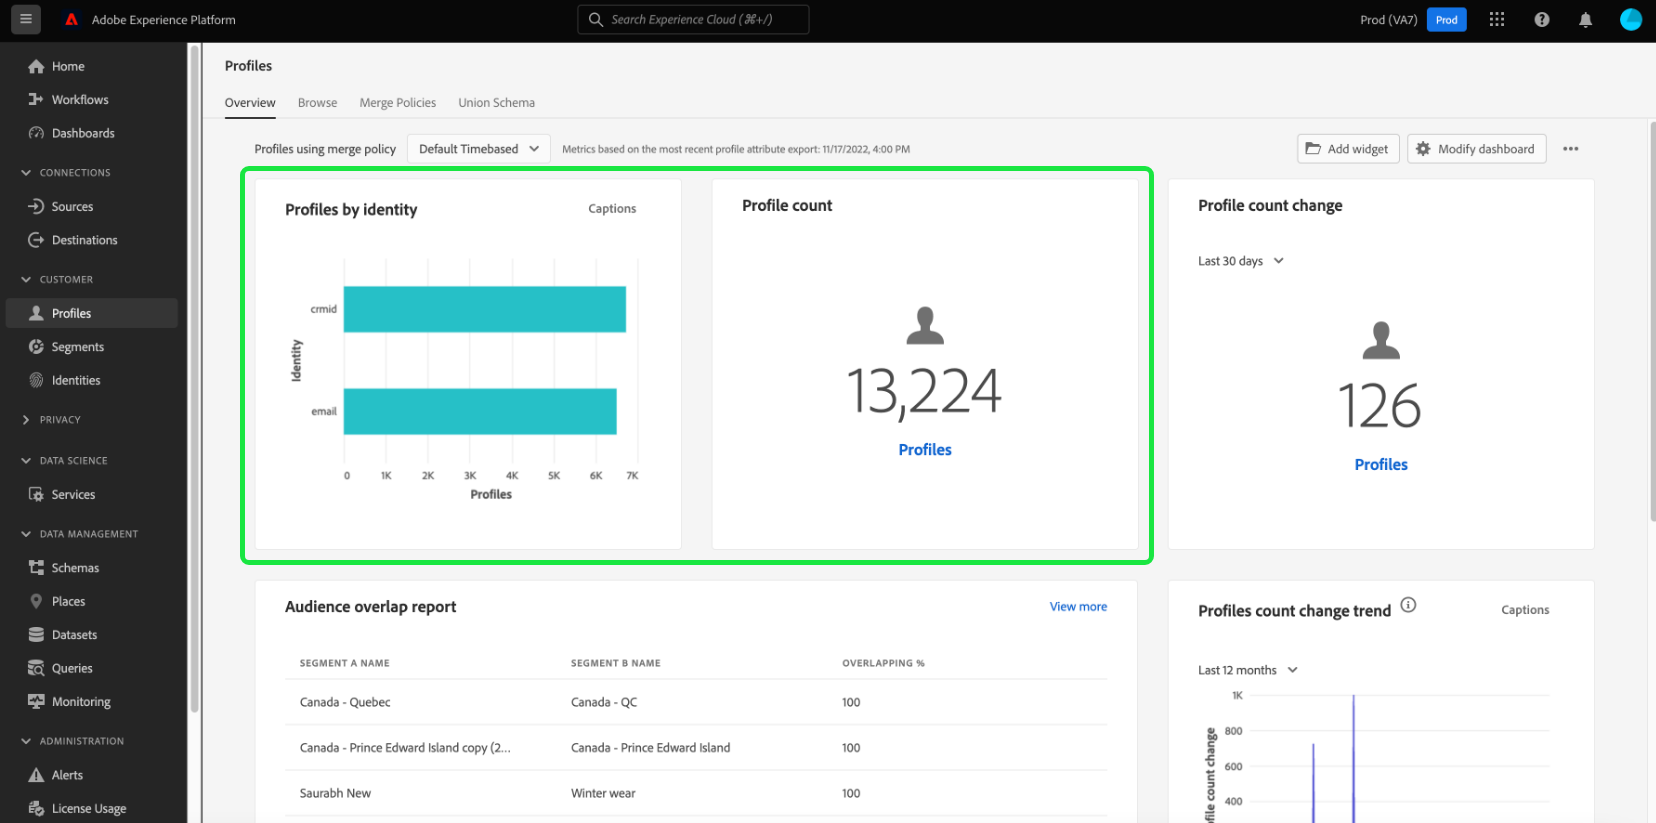 Adobe Experience Platform
Search Experience Cloud (⌘+/)
Prod (VA7)
Prod
Home
Workflows
Dashboards
CONNECTIONS
Sources
Destinations
CUSTOMER
Profiles
Segments
Identities
PRIVACY
DATA SCIENCE
Services
DATA MANAGEMENT
Schemas
Places
Datasets
Queries
Monitoring
ADMINISTRATION
Alerts
License Usage
Profiles
Overview Browse Merge Policies Union Schema
Profiles using merge policy Default Timebased Metrics based on the most recent profile attribute export: 11/17/2022, 4:00 PM
Add widget Modify dashboard
Profiles by identity Captions
Identity
crmid
email
0 1K 2K 3K 4K 5K 6K 7K
Profiles
Profile count
13,224
Profiles
Profile count change
Last 30 days
126
Profiles
Audience overlap report View more
SEGMENT A NAME SEGMENT B NAME OVERLAPPING %
Canada - Quebec Canada - QC 100
Canada - Prince Edward Island copy (2... Canada - Prince Edward Island 100
Saurabh New Winter wear 100
Profiles count change trend Captions
Last 12 months
1K
800
600
400
ofile count change